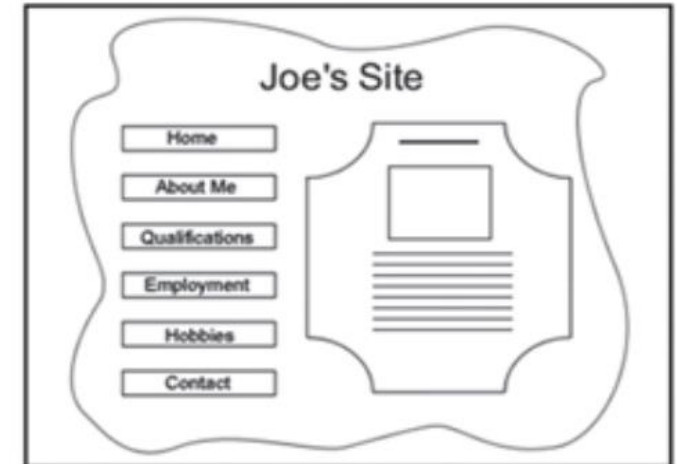 Joe's Site
Home
About Me
Qualifications
Employment
Hobbies
Contact